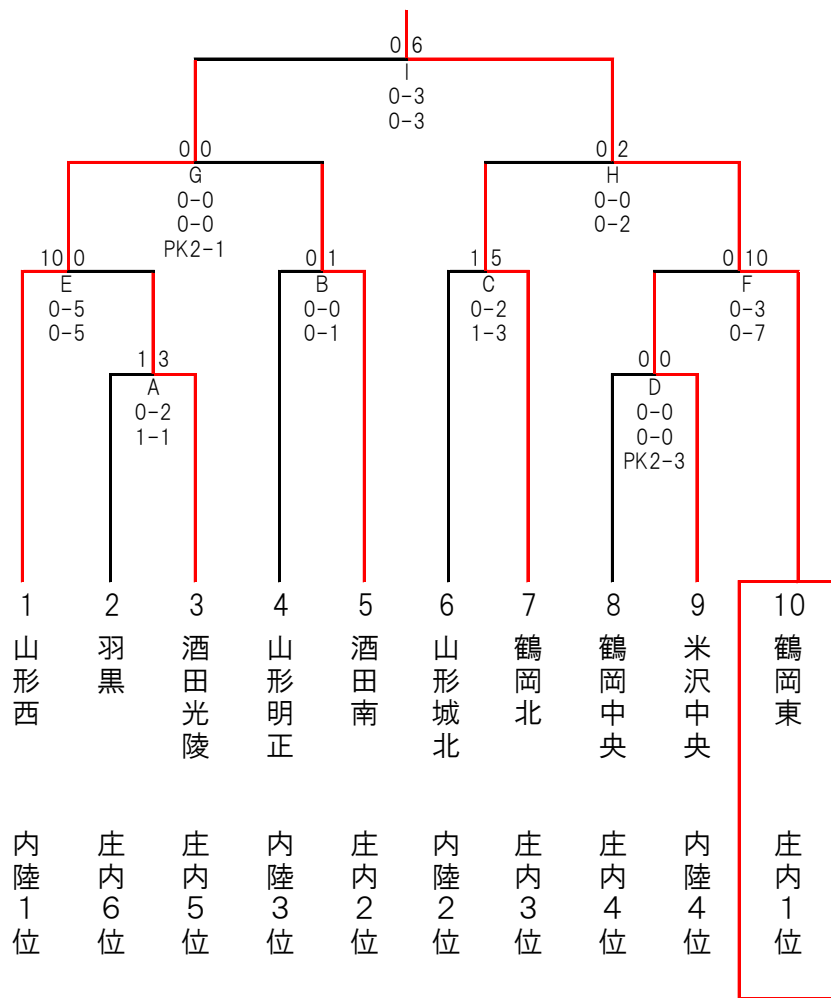 0 6
I
0-3
0-3
0 0
G
0-0
0-0
PK2-1
0 2
H
0-0
0-2
10 0
E
0-5
0-5
0 1
B
0-0
0-1
1 5
C
0-2
1-3
0 10
F
0-3
0-7
1 3
A
0-2
1-1
0 0
D
0-0
0-0
PK2-3
1 2 3 4 5 6 7 8 9 10
山形西
羽黒
酒田光陵
山形明正
酒田南
山形城北
鶴岡北
鶴岡中央
米沢中央
鶴岡東
内陸1位
庄内6位
庄内5位
内陸3位
庄内2位
内陸2位
庄内3位
庄内4位
内陸4位
庄内1位